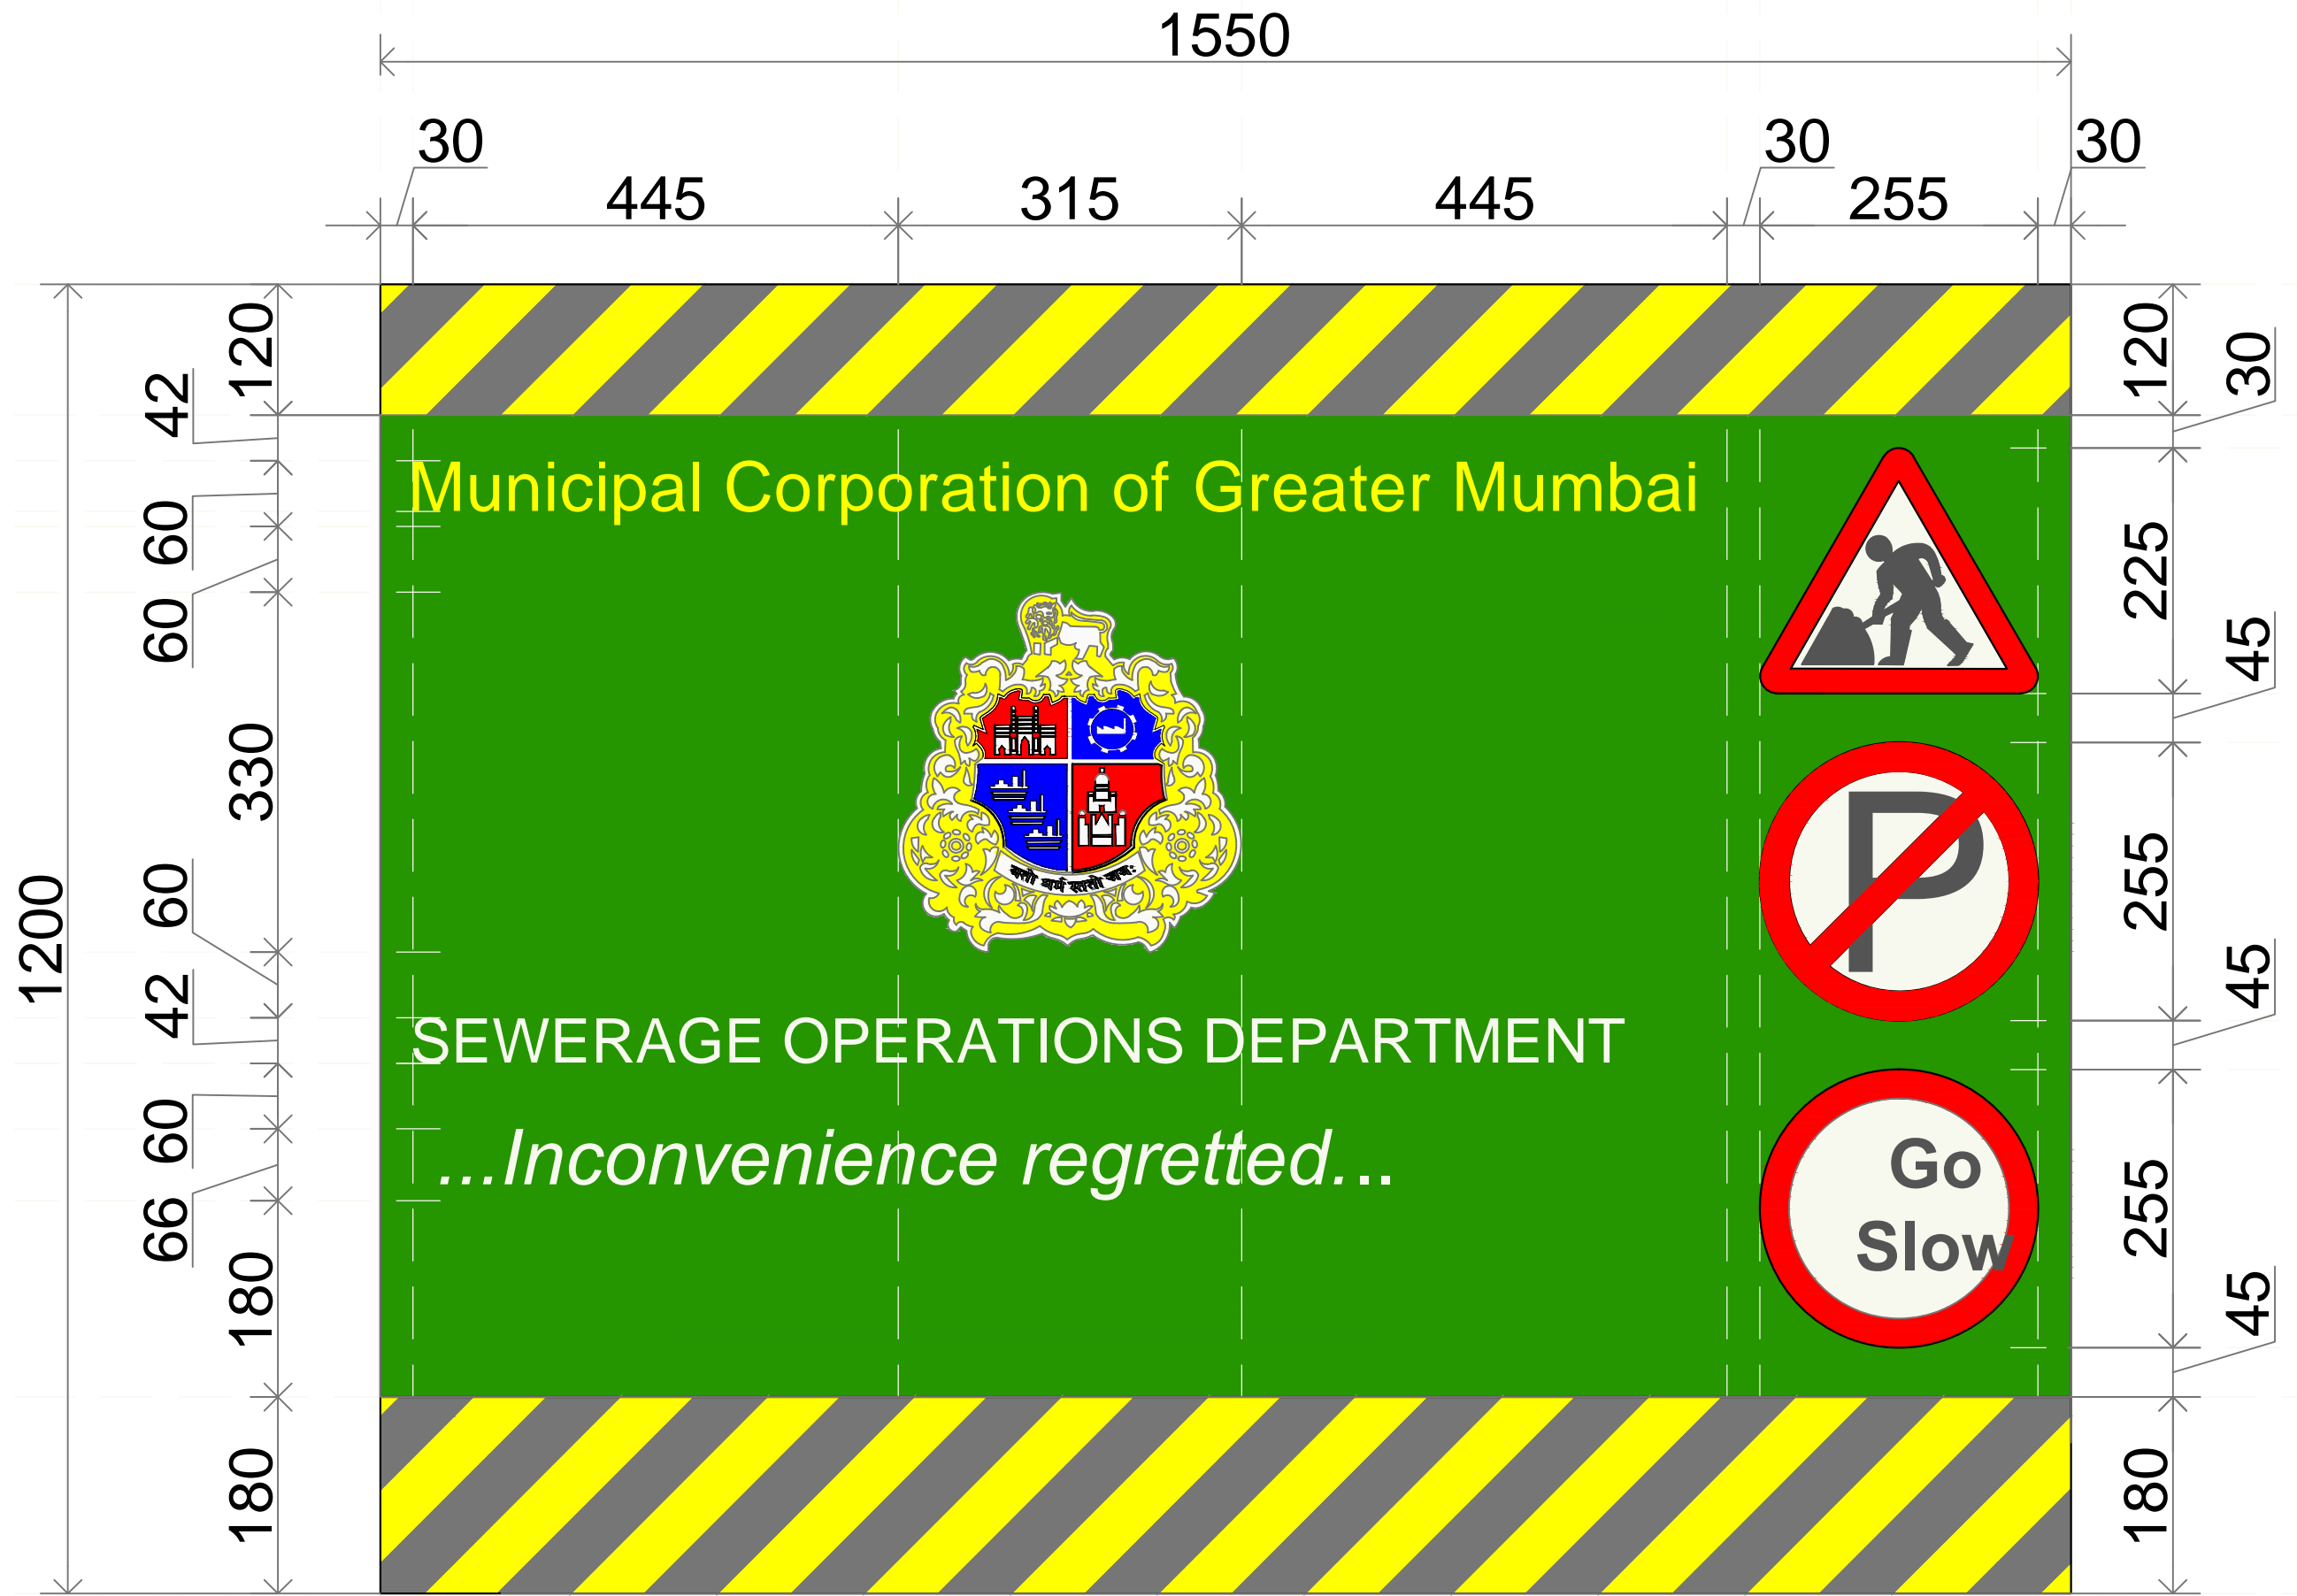 1550
30 30 30
445 315 445 255
120 120
42 30
Municipal Corporation of Greater Mumbai
60 225
60 45
330 255
P
1200
60 45
42
SEWERAGE OPERATIONS DEPARTMENT
60
...Inconvenience regretted...
Go
Slow
66 255
180 45
180 180